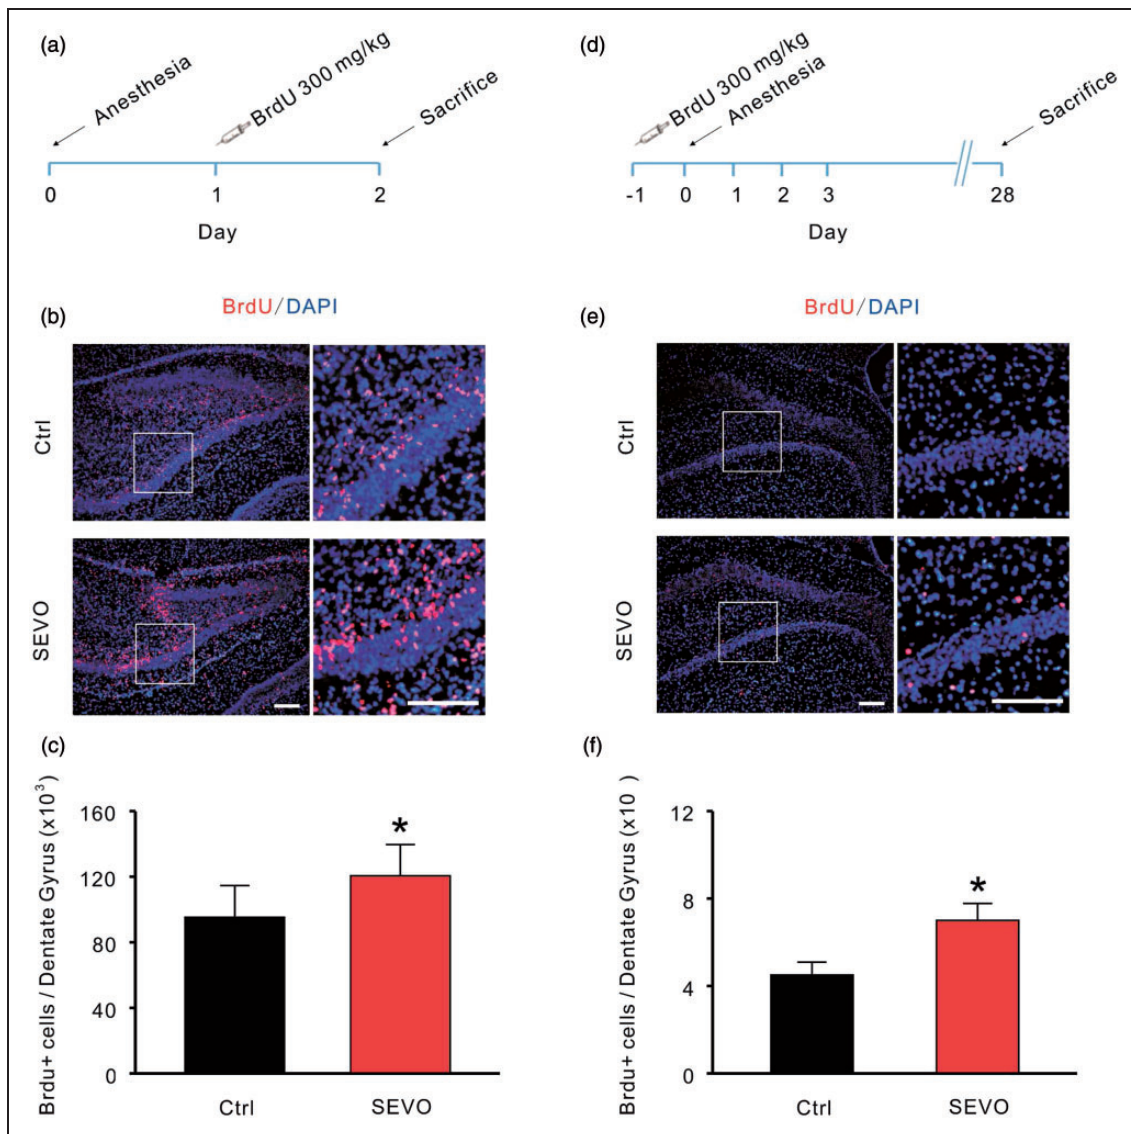 (a)
Anesthesia
BrdU 300 mg/kg
Sacrifice
0 1 2
Day
BrdU/DAPI
(b)
Ctrl
SEVO
(c)
Brdu+ cells / Dentate Gyrus (x10³)
160
120
80
40
0
Ctrl SEVO
*
(d)
BrdU 300 mg/kg
Anesthesia
Sacrifice
-1 0 1 2 3 28
Day
BrdU/DAPI
(e)
Ctrl
SEVO
(f)
Brdu+ cells / Dentate Gyrus (x10 )
12
8
4
0
Ctrl SEVO
*